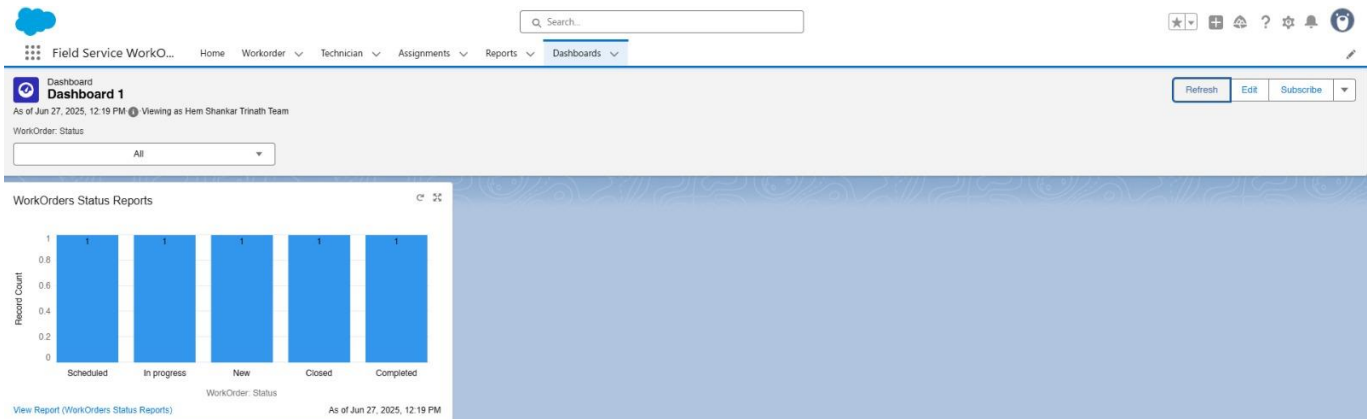 Search...
Field Service WorkO... Home Workorder Technician Assignments Reports Dashboards
Dashboard
Dashboard 1
As of Jun 27, 2025, 12:19 PM Viewing as Hem Shankar Trinath Team
Refresh Edit Subscribe
WorkOrder: Status
All
WorkOrders Status Reports
Record Count
1
0.8
0.6
0.4
0.2
0
1 1 1 1 1
Scheduled In progress New Closed Completed
WorkOrder: Status
View Report (WorkOrders Status Reports) As of Jun 27, 2025, 12:19 PM